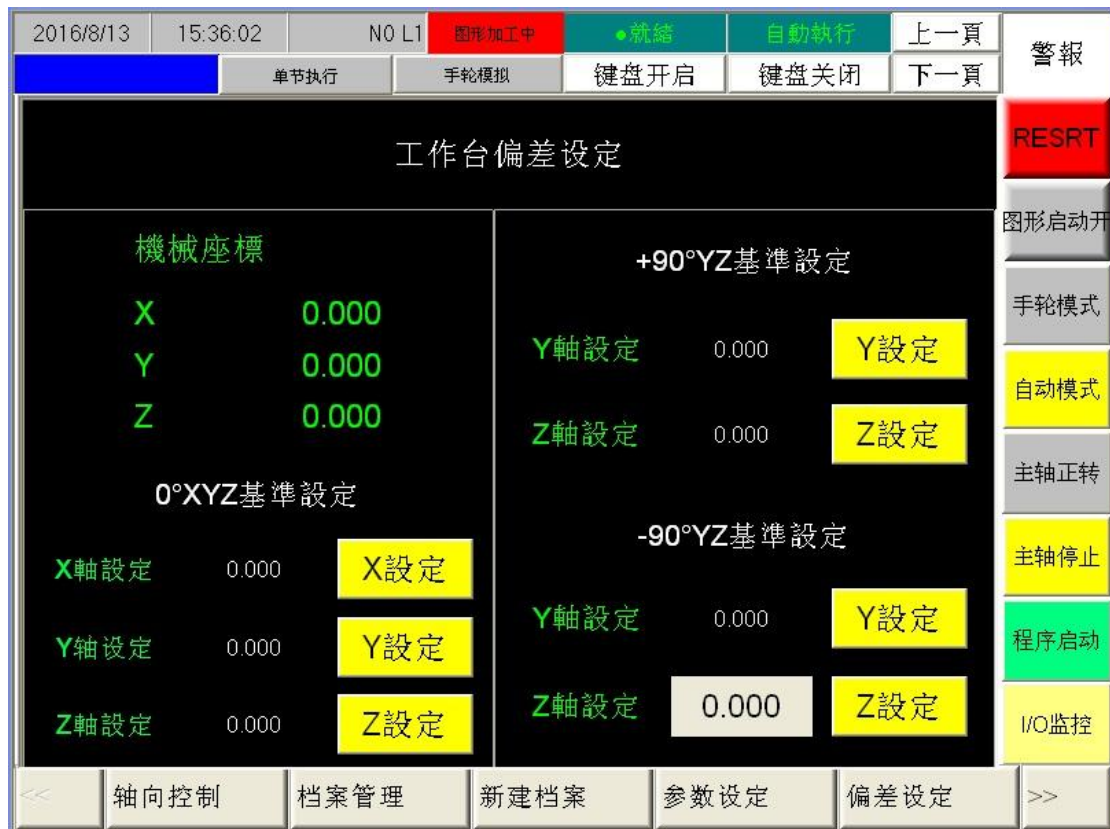 2016/8/13 15:36:02 N0 L1 图形加工中 ●就緒 自動執行 上一頁 警报
单节执行 手轮模拟 键盘开启 键盘关闭 下一頁
工作台偏差设定
機械座標
X 0.000
Y 0.000
Z 0.000
0°XYZ基準設定
X軸設定 0.000 X設定
Y轴设定 0.000 Y設定
Z軸設定 0.000 Z設定
+90°YZ基準設定
Y軸設定 0.000 Y設定
Z軸設定 0.000 Z設定
-90°YZ基準設定
Y軸設定 0.000 Y設定
Z軸設定 0.000 Z設定
RESRT
图形启动开
手轮模式
自动模式
主轴正转
主轴停止
程序启动
I/O监控
<< 轴向控制 档案管理 新建档案 参数设定 偏差设定 >>